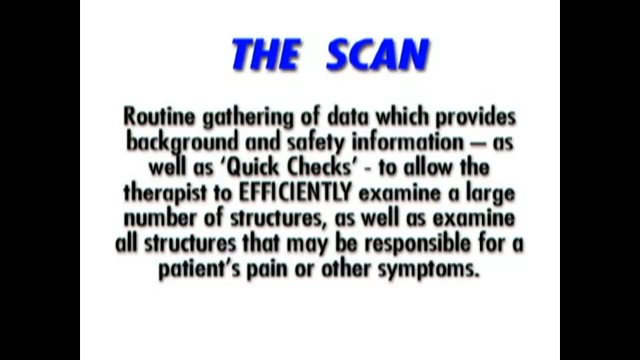 THE SCAN
Routine gathering of data which provides
background and safety information – as
well as 'Quick Checks' - to allow the
therapist to EFFICIENTLY examine a large
number of structures, as well as examine
all structures that may be responsible for a
patient's pain or other symptoms.